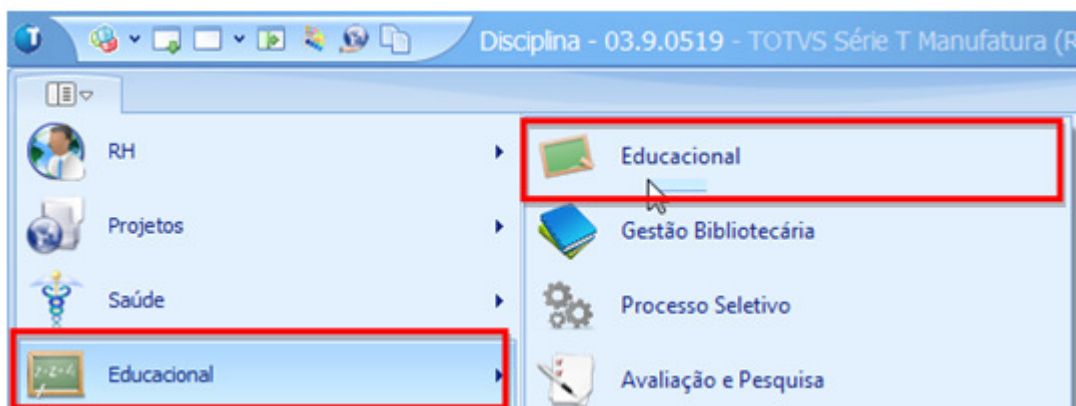 Disciplina - 03.9.0519 - TOTVS Série T Manufatura (R
RH
Projetos
Saúde
Educacional
Educacional
Gestão Bibliotecária
Processo Seletivo
Avaliação e Pesquisa